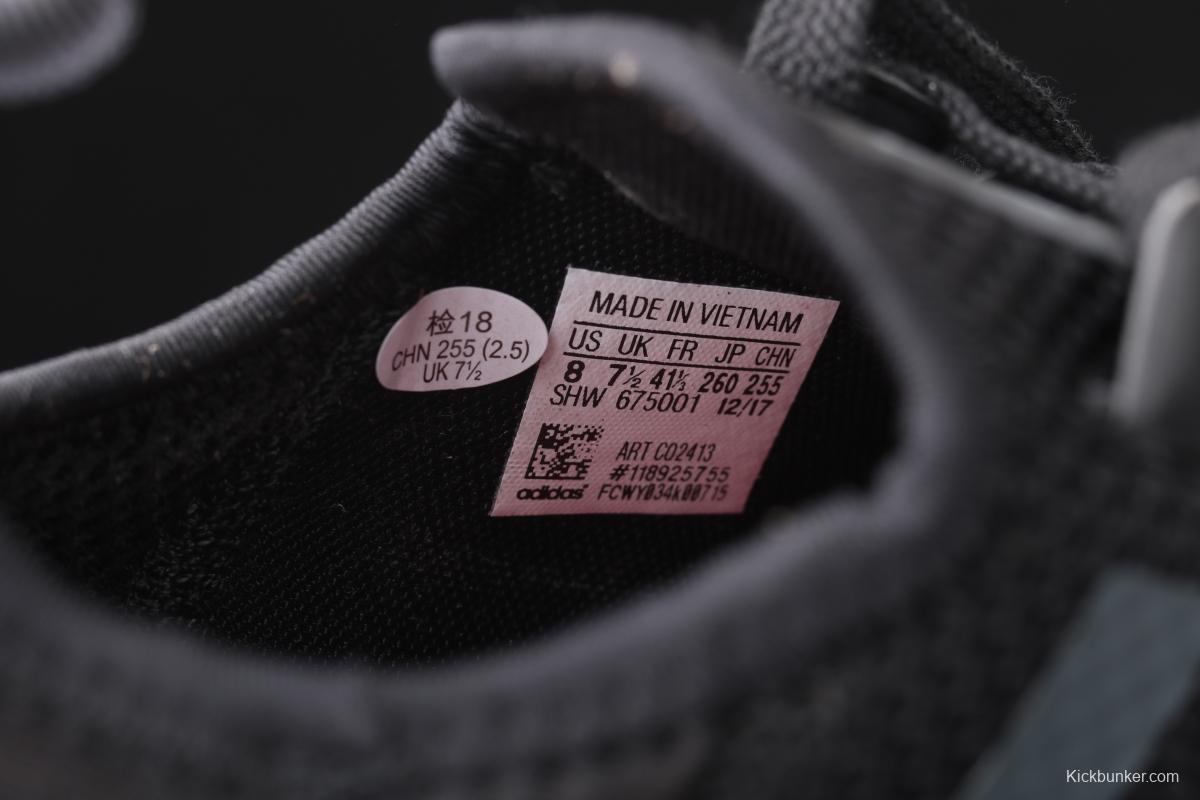 检18
CHN 255 (2.5)
UK 7½
MADE IN VIETNAM
US UK FR JP CHN
8 7½ 41⅓ 260 255
SHW 675001 12/17
ART CQ2413
#118925755
adidas FCWY034k00715
Kickbunker.com